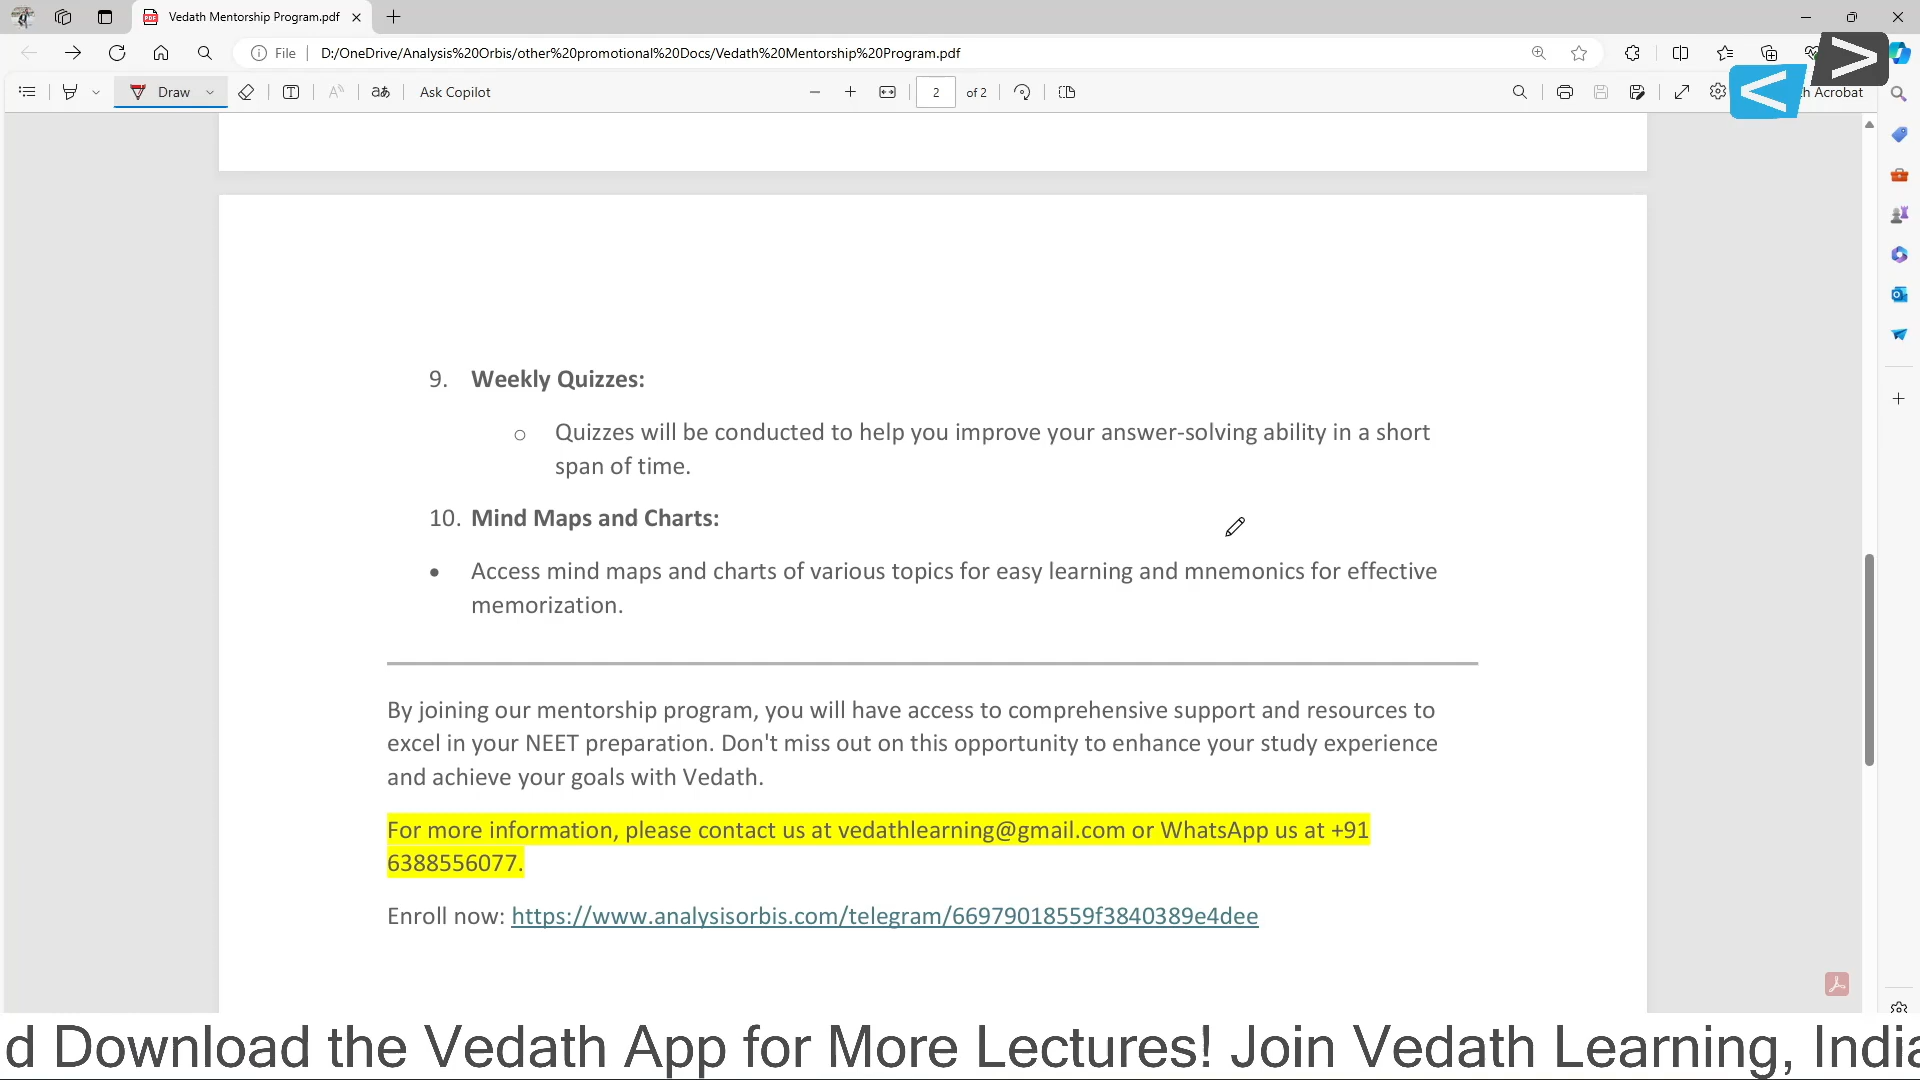 Vedath Mentorship Program.pdf
File
D:/OneDrive/Analysis%20Orbis/other%20promotional%20Docs/Vedath%20Mentorship%20Program.pdf
Draw
Ask Copilot
2 of 2
h Acrobat
9. Weekly Quizzes:
Quizzes will be conducted to help you improve your answer-solving ability in a short
span of time.
10. Mind Maps and Charts:
Access mind maps and charts of various topics for easy learning and mnemonics for effective
memorization.
By joining our mentorship program, you will have access to comprehensive support and resources to
excel in your NEET preparation. Don't miss out on this opportunity to enhance your study experience
and achieve your goals with Vedath.
For more information, please contact us at vedathlearning@gmail.com or WhatsApp us at +91
6388556077.
Enroll now: https://www.analysisorbis.com/telegram/66979018559f3840389e4dee
d Download the Vedath App for More Lectures! Join Vedath Learning, India